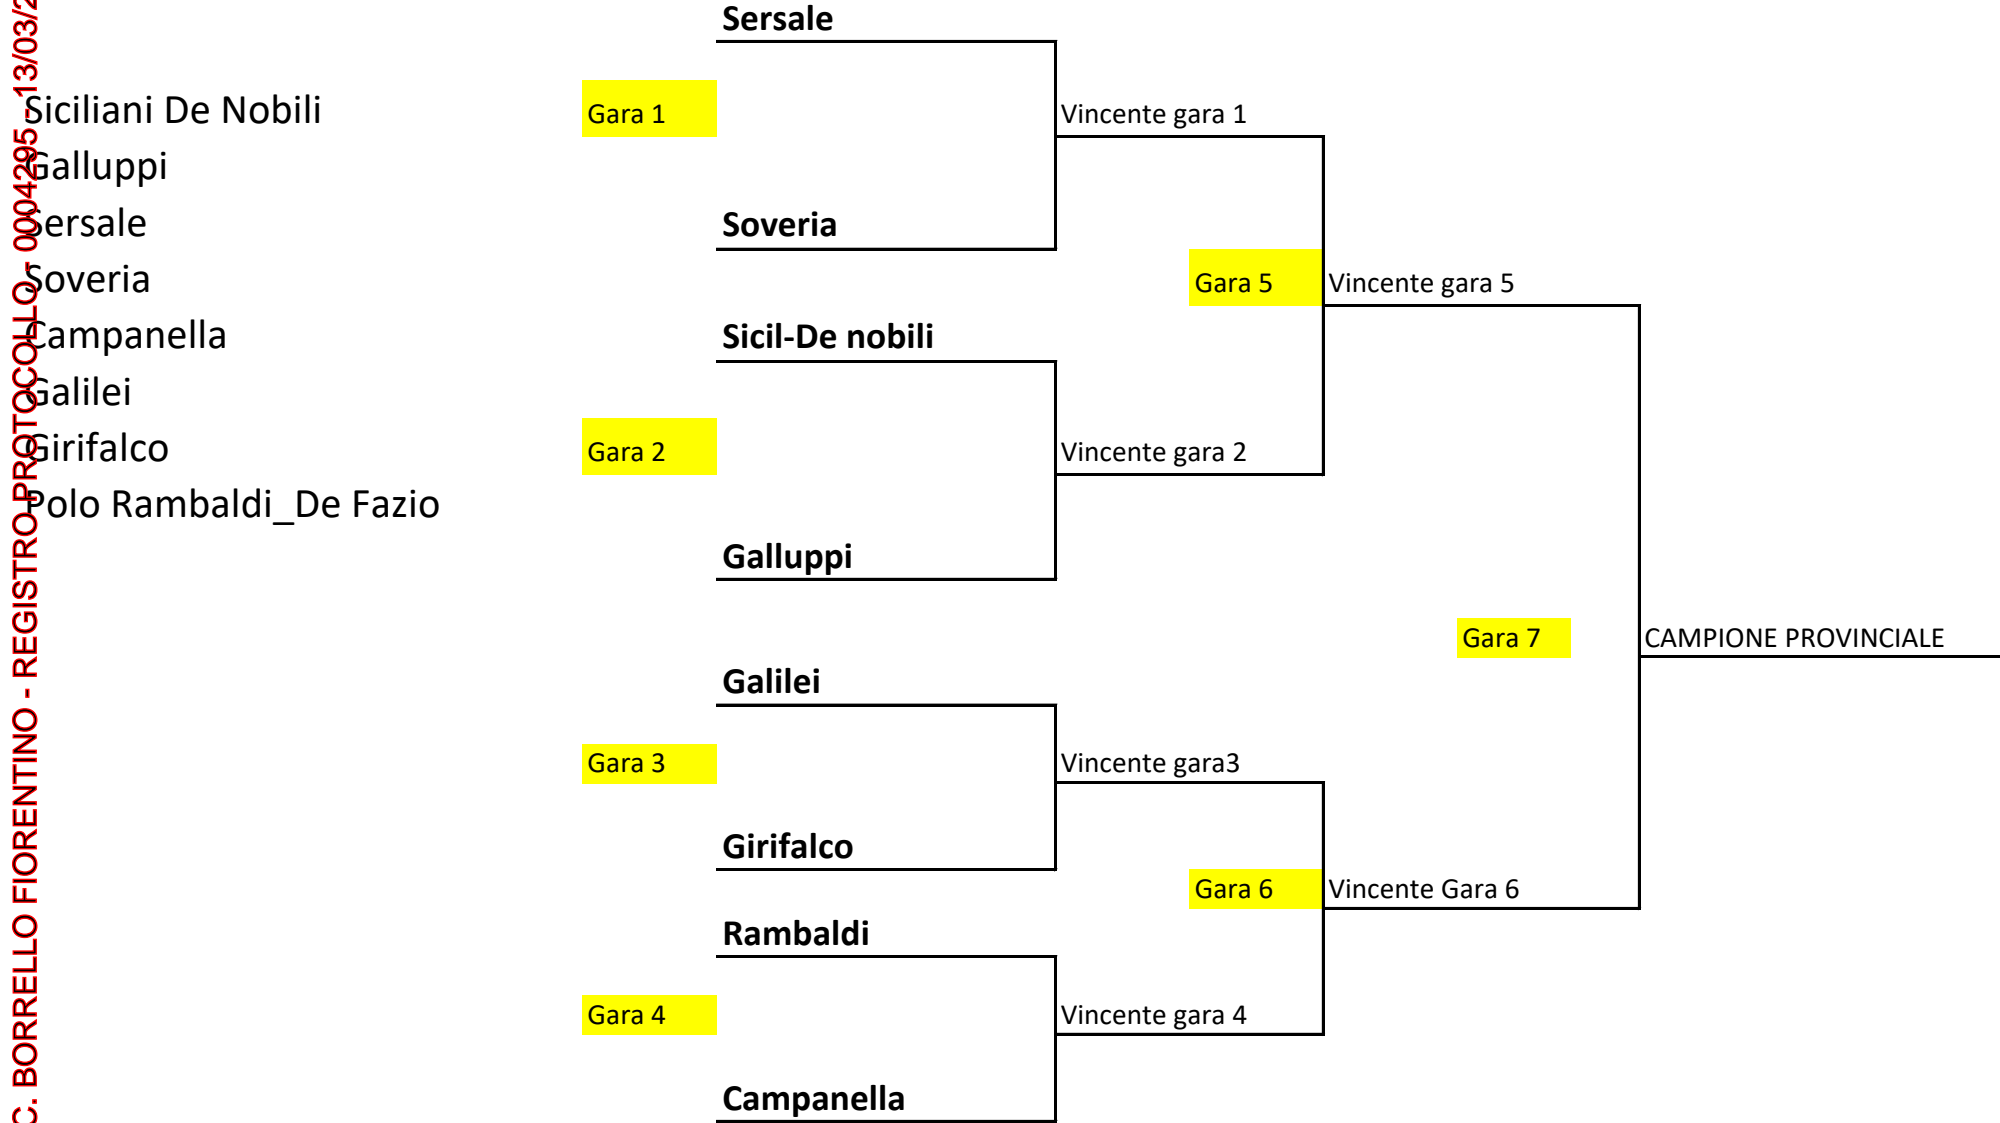 C. BORRELLO FIORENTINO - REGISTRO PROTOCOLLO - 0004295 - 13/03/2
Siciliani De Nobili
Galluppi
Sersale
Soveria
Campanella
Galilei
Girifalco
Polo Rambaldi_De Fazio
Sersale
Gara 1
Vincente gara 1
Soveria
Gara 5
Vincente gara 5
Sicil-De nobili
Gara 2
Vincente gara 2
Galluppi
Gara 7
CAMPIONE PROVINCIALE
Galilei
Gara 3
Vincente gara3
Girifalco
Gara 6
Vincente Gara 6
Rambaldi
Gara 4
Vincente gara 4
Campanella